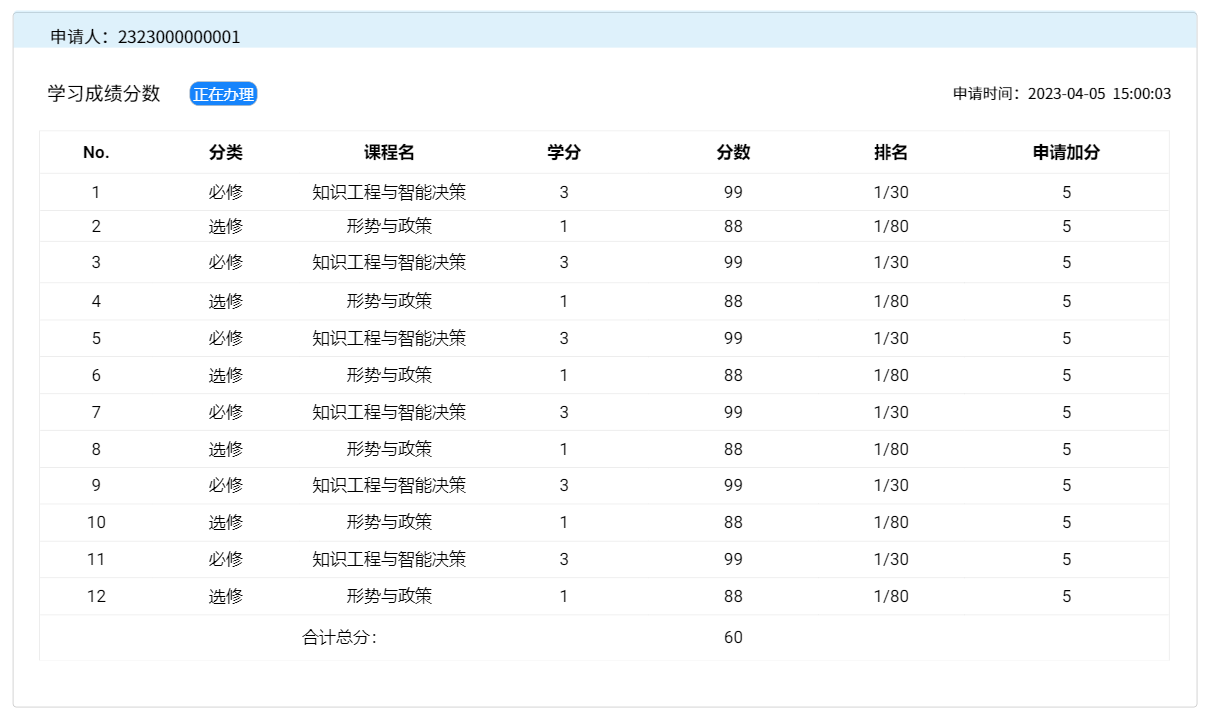 申请人：2323000000001
学习成绩分数 正在办理 申请时间：2023-04-05 15:00:03
No. 分类 课程名 学分 分数 排名 申请加分
1 必修 知识工程与智能决策 3 99 1/30 5
2 选修 形势与政策 1 88 1/80 5
3 必修 知识工程与智能决策 3 99 1/30 5
4 选修 形势与政策 1 88 1/80 5
5 必修 知识工程与智能决策 3 99 1/30 5
6 选修 形势与政策 1 88 1/80 5
7 必修 知识工程与智能决策 3 99 1/30 5
8 选修 形势与政策 1 88 1/80 5
9 必修 知识工程与智能决策 3 99 1/30 5
10 选修 形势与政策 1 88 1/80 5
11 必修 知识工程与智能决策 3 99 1/30 5
12 选修 形势与政策 1 88 1/80 5
合计总分： 60